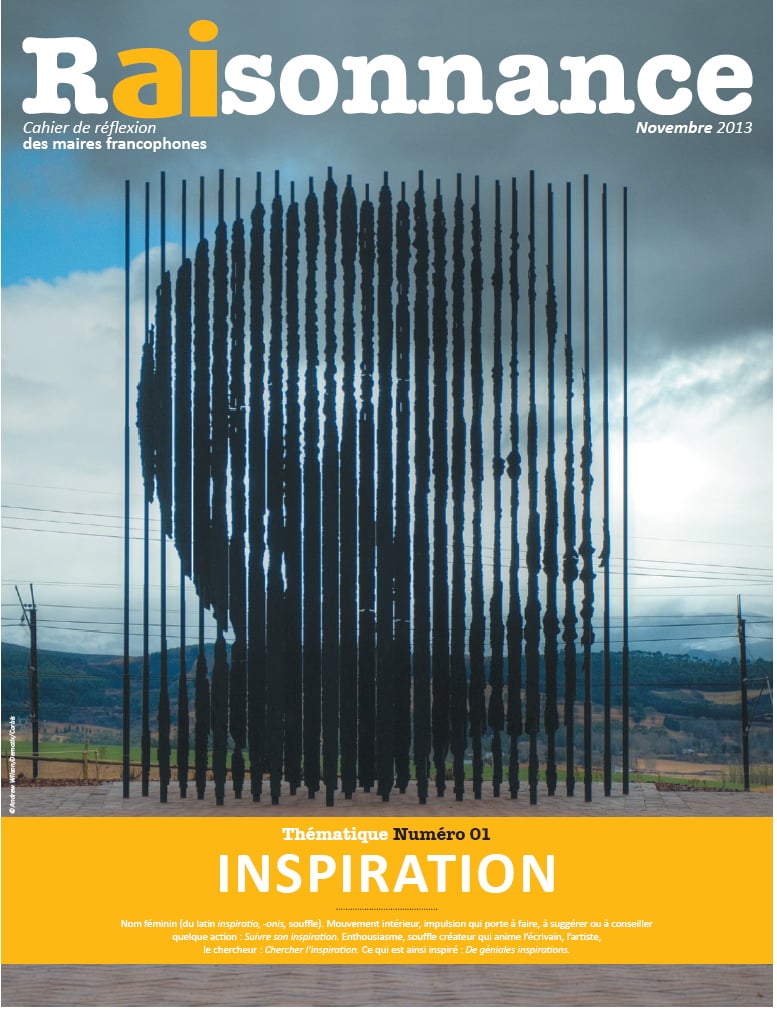 Raisonnance
Cahier de réflexion
des maires francophones
Novembre 2013
© Andrew Wilson/Demotix/Corbis
Thématique Numéro 01
INSPIRATION
Nom féminin (du latin inspiratio, -onis, souffle). Mouvement intérieur, impulsion qui porte à faire, à suggérer ou à conseiller
quelque action : Suivre son inspiration. Enthousiasme, souffle créateur qui anime l’écrivain, l’artiste,
le chercheur : Chercher l’inspiration. Ce qui est ainsi inspiré : De géniales inspirations.